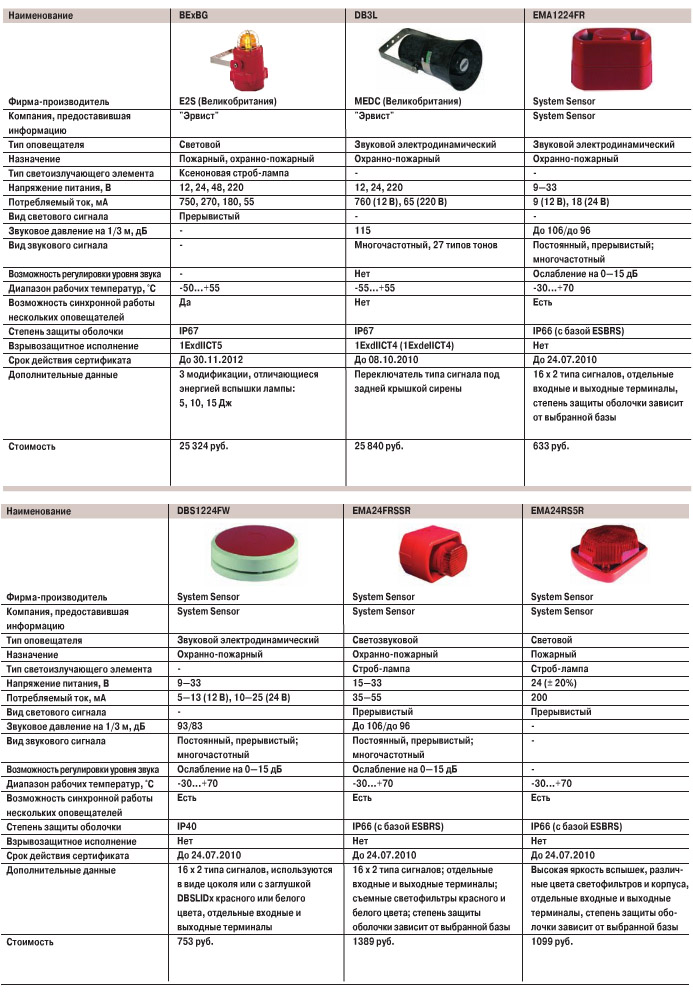 Наименование BExBG DB3L EMA1224FR
Фирма-производитель E2S (Великобритания) MEDC (Великобритания) System Sensor
Компания, предоставившая "Эрвист" "Эрвист" System Sensor
информацию
Тип оповещателя Световой Звуковой электродинамический Звуковой электродинамический
Назначение Пожарный, охранно-пожарный Охранно-пожарный Охранно-пожарный
Тип светоизлучающего элемента Ксеноновая строб-лампа - -
Напряжение питания, В 12, 24, 48, 220 12, 24, 220 9—33
Потребляемый ток, мА 750, 270, 180, 55 760 (12 В), 65 (220 В) 9 (12 В), 18 (24 В)
Вид светового сигнала Прерывистый - -
Звуковое давление на 1/3 м, дБ - 115 До 106/до 96
Вид звукового сигнала - Многочастотный, 27 типов тонов Постоянный, прерывистый;
многочастотный
Возможность регулировки уровня звука - Нет Ослабление на 0—15 дБ
Диапазон рабочих температур, °С -50...+55 -55...+55 -30...+70
Возможность синхронной работы Да Нет Есть
нескольких оповещателей
Степень защиты оболочки IP67 IP67 IP66 (с базой ESBRS)
Взрывозащитное исполнение 1ExdIICT5 1ExdIICT4 (1ExdeIICT4) Нет
Срок действия сертификата До 30.11.2012 До 08.10.2010 До 24.07.2010
Дополнительные данные 3 модификации, отличающиеся Переключатель типа сигнала под 16 х 2 типа сигналов, отдельные
энергией вспышки лампы: задней крышкой сирены входные и выходные терминалы,
5, 10, 15 Дж степень защиты оболочки зависит
от выбранной базы
Стоимость 25 324 руб. 25 840 руб. 633 руб.
Наименование DBS1224FW EMA24FRSSR EMA24RS5R
Фирма-производитель System Sensor System Sensor System Sensor
Компания, предоставившая System Sensor System Sensor System Sensor
информацию
Тип оповещателя Звуковой электродинамический Светозвуковой Световой
Назначение Охранно-пожарный Охранно-пожарный Пожарный
Тип светоизлучающего элемента - Строб-лампа Строб-лампа
Напряжение питания, В 9—33 15—33 24 (± 20%)
Потребляемый ток, мА 5—13 (12 В), 10—25 (24 В) 35—55 200
Вид светового сигнала - Прерывистый Прерывистый
Звуковое давление на 1/3 м, дБ 93/83 До 106/до 96 -
Вид звукового сигнала Постоянный, прерывистый; Постоянный, прерывистый; -
многочастотный многочастотный
Возможность регулировки уровня звука Ослабление на 0—15 дБ Ослабление на 0—15 дБ -
Диапазон рабочих температур, °С -30...+70 -30...+70 -30...+70
Возможность синхронной работы Есть Есть Есть
нескольких оповещателей
Степень защиты оболочки IP40 IP66 (с базой ESBRS) IP66 (с базой ESBRS)
Взрывозащитное исполнение Нет Нет Нет
Срок действия сертификата До 24.07.2010 До 24.07.2010 До 24.07.2010
Дополнительные данные 16 х 2 типа сигналов, используются 16 х 2 типа сигналов; отдельные Высокая яркость вспышек, различ-
в виде цоколя или с заглушкой входные и выходные терминалы; ные цвета светофильтров и корпуса,
DBSLIDx красного или белого съемные светофильтры красного и отдельные входные и выходные
цвета, отдельные входные и белого цвета; степень защиты терминалы, степень защиты обо-
выходные терминалы оболочки зависит от выбранной базы лочки зависит от выбранной базы
Стоимость 753 руб. 1389 руб. 1099 руб.